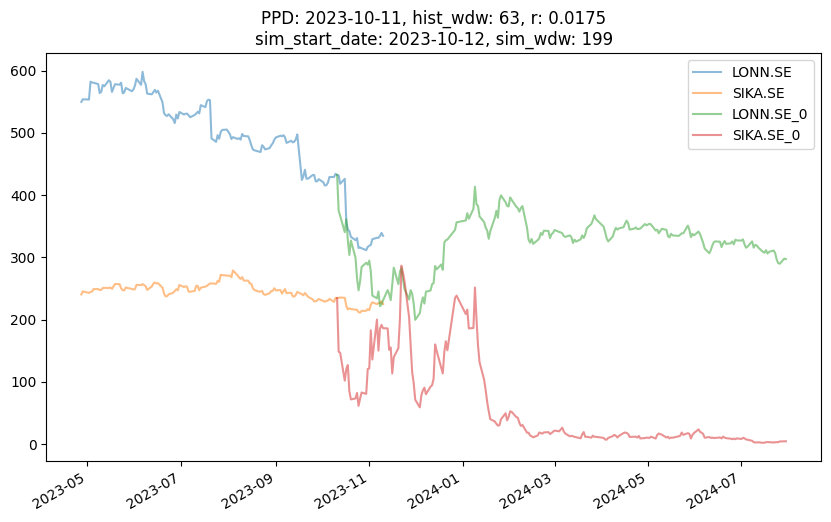 PPD: 2023-10-11, hist_wdw: 63, r: 0.0175
sim_start_date: 2023-10-12, sim_wdw: 199
LONN.SE
SIKA.SE
LONN.SE_0
SIKA.SE_0
600
500
400
300
200
100
0
2023-05
2023-07
2023-09
2023-11
2024-01
2024-03
2024-05
2024-07